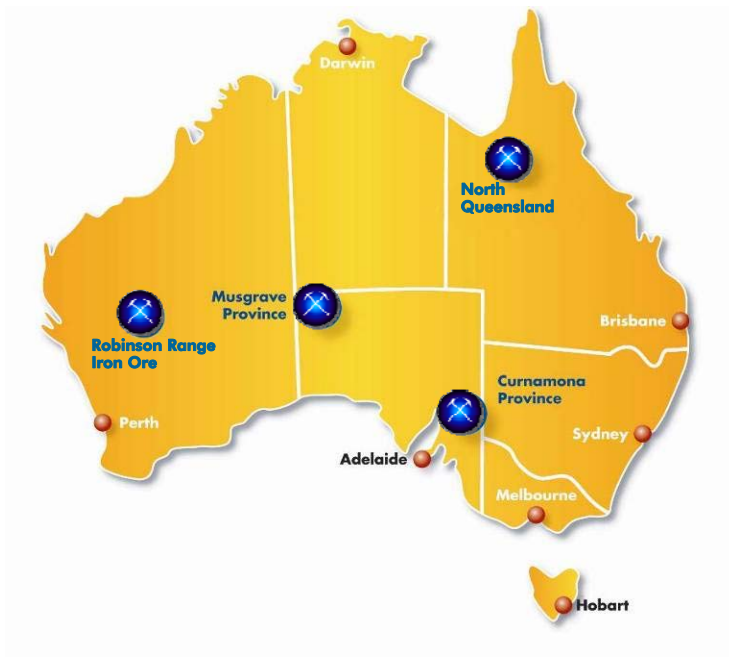 Darwin
North
Queensland
Musgrave
Province
Robinson Range
Iron Ore
Brisbane
Curnamona
Province
Perth
Sydney
Adelaide
Melbourne
Hobart